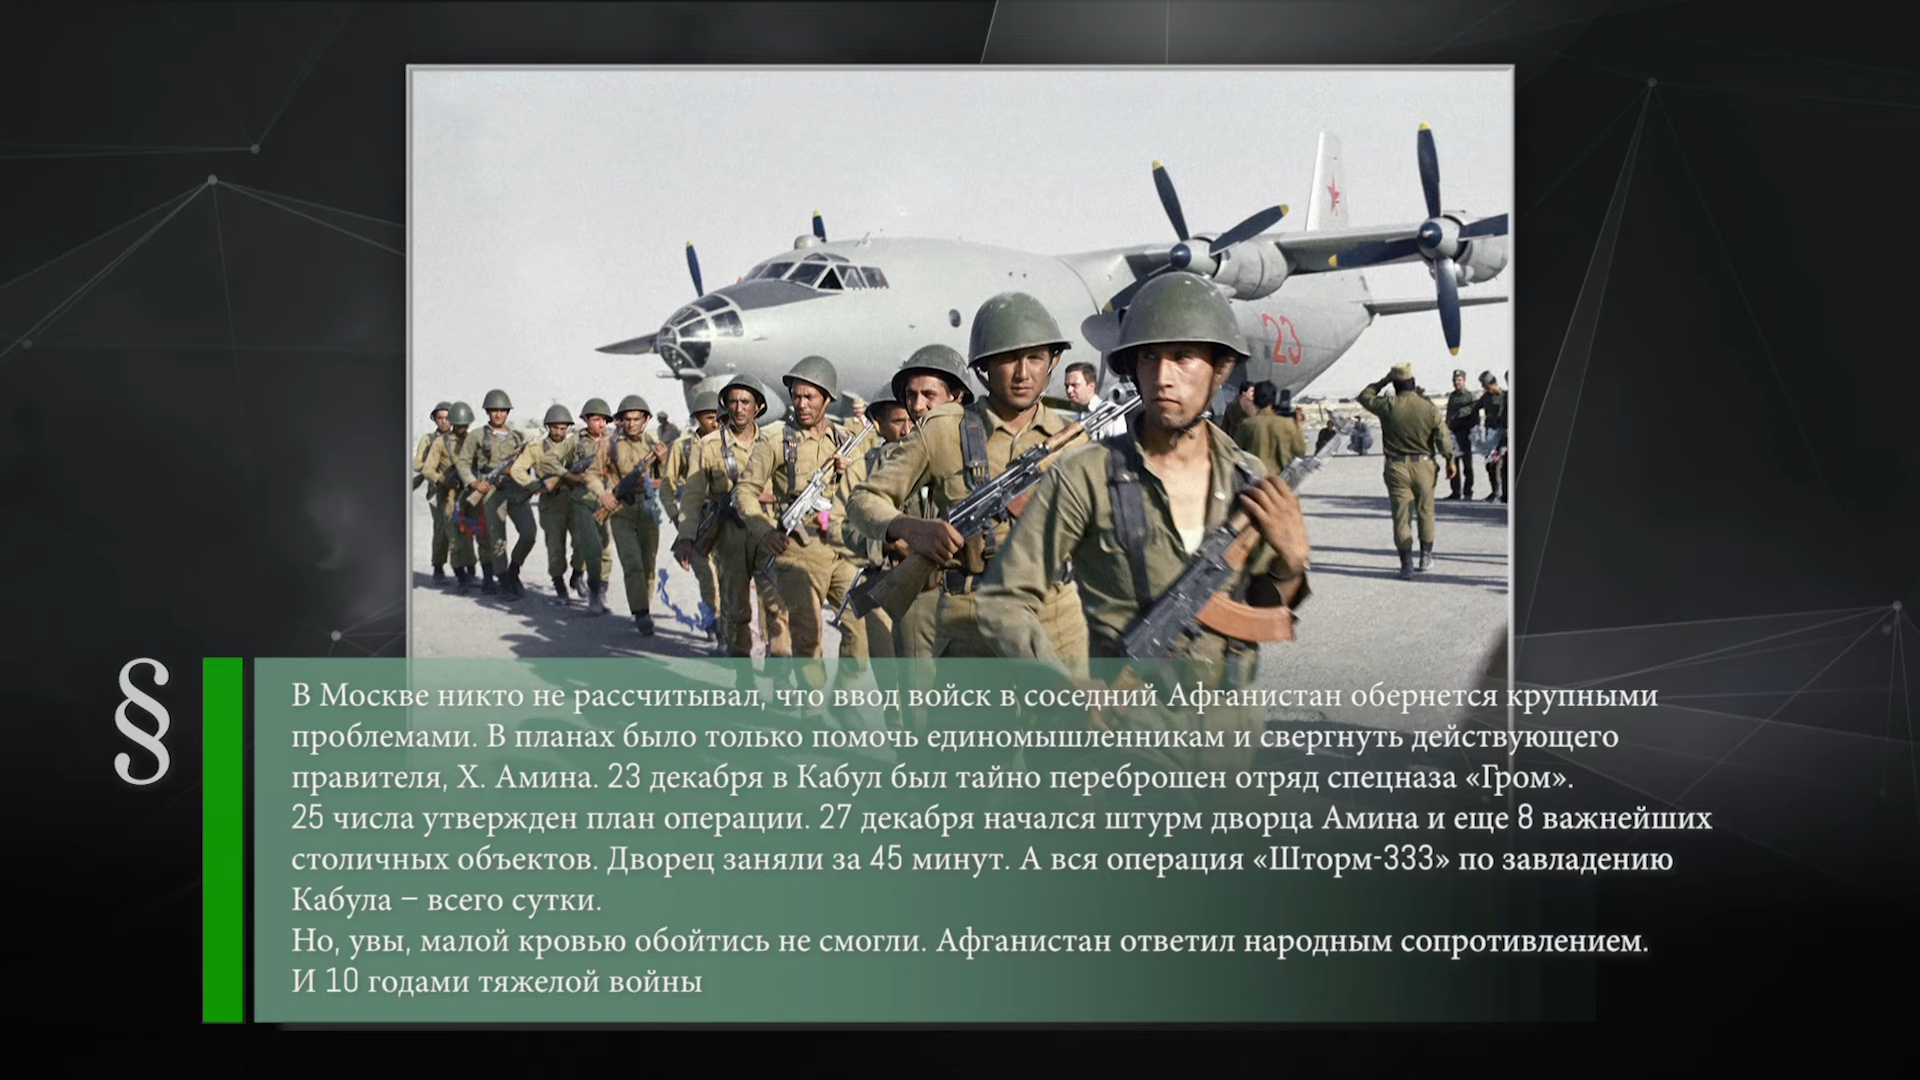 23
§
В Москве никто не рассчитывал, что ввод войск в соседний Афганистан обернется крупными
проблемами. В планах было только помочь единомышленникам и свергнуть действующего
правителя, Х. Амина. 23 декабря в Кабул был тайно переброшен отряд спецназа «Гром».
25 числа утвержден план операции. 27 декабря начался штурм дворца Амина и еще 8 важнейших
столичных объектов. Дворец заняли за 45 минут. А вся операция «Шторм-333» по завладению
Кабула – всего сутки.
Но, увы, малой кровью обойтись не смогли. Афганистан ответил народным сопротивлением.
И 10 годами тяжелой войны